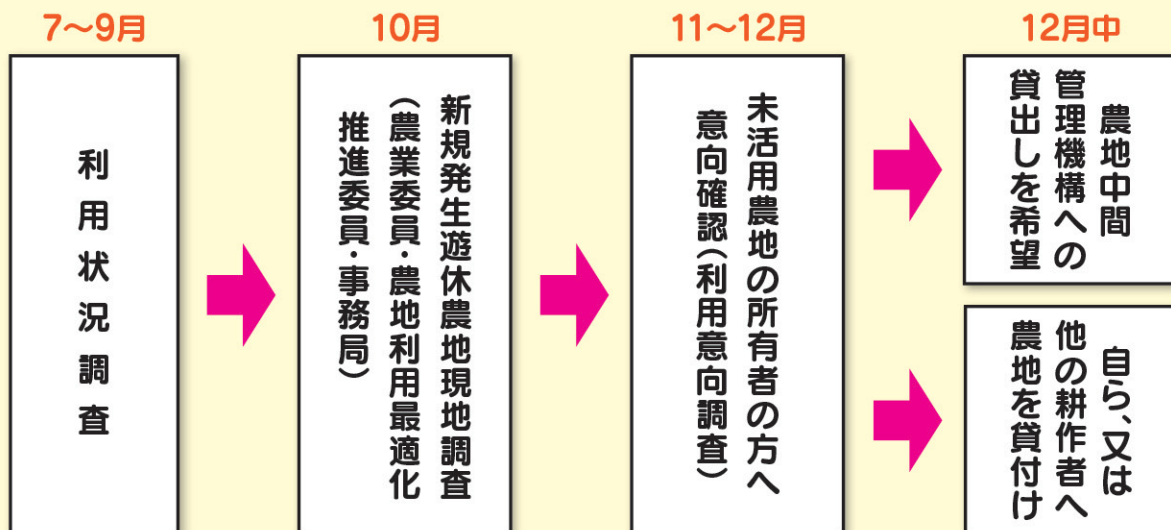 7〜9月
利用状況調査
10月
新規発生遊休農地現地調査
(農業委員・農地利用最適化
推進委員・事務局)
11〜12月
未活用農地の所有者の方へ
意向確認(利用意向調査)
12月中
農地中間
管理機構への
貸出しを希望
自ら、又は
他の耕作者へ
農地を貸付け